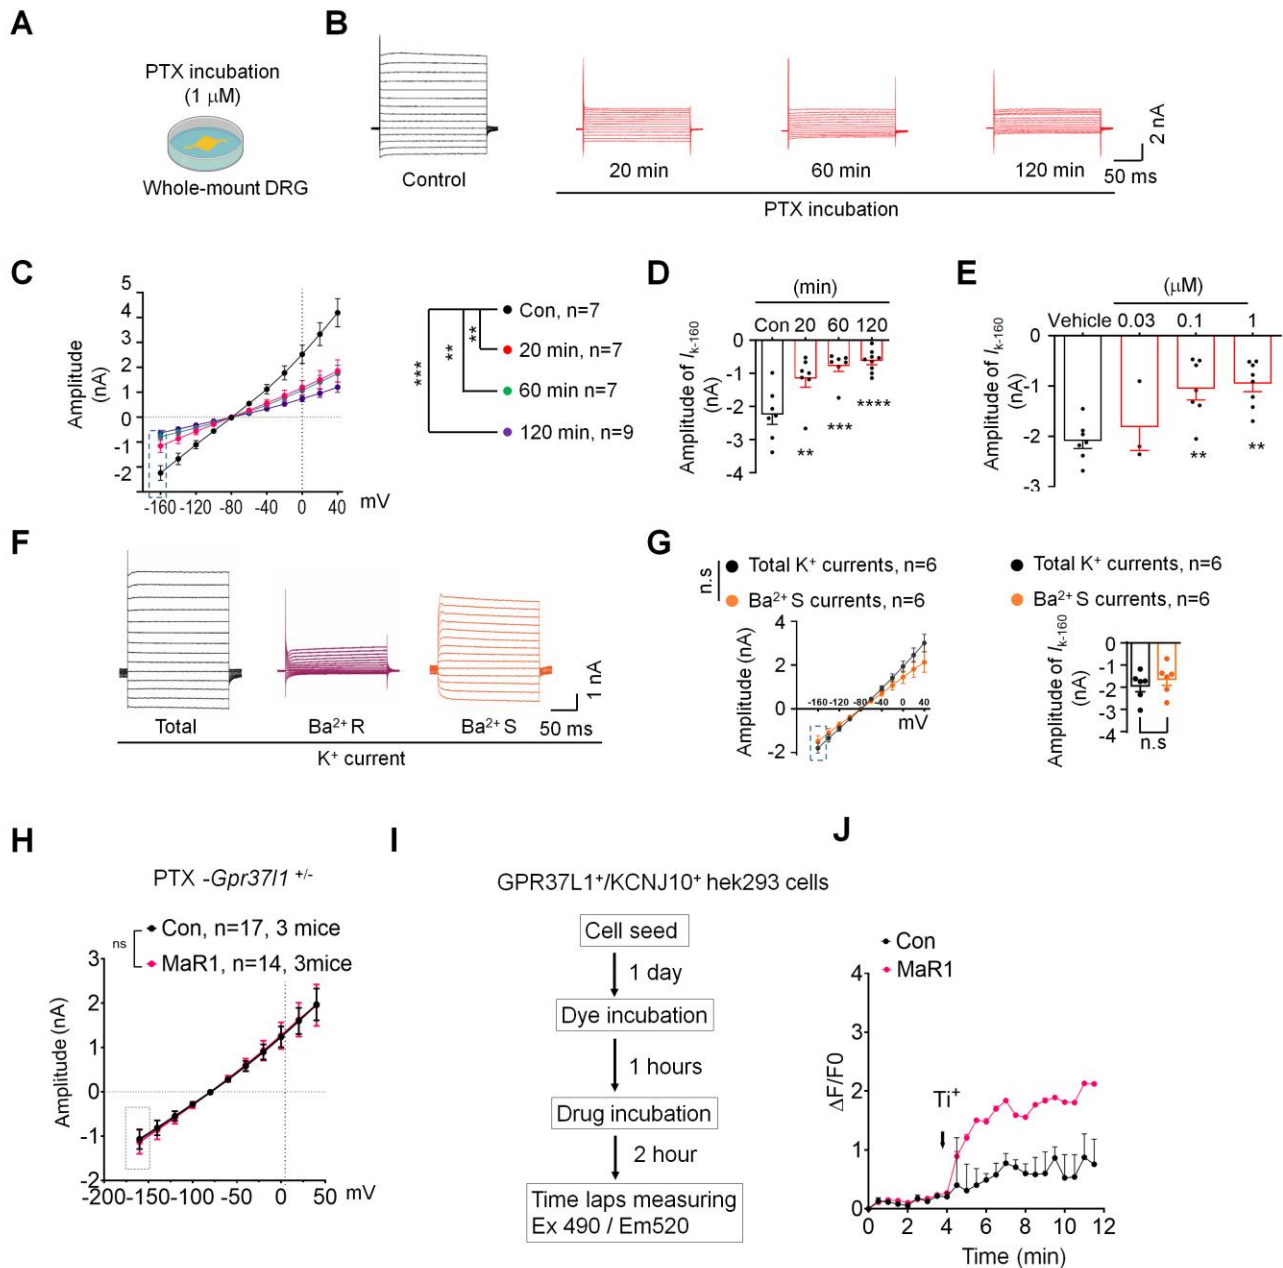 A
PTX incubation
(1 μM)
Whole-mount DRG
B
Control
20 min
60 min
120 min
PTX incubation
2 nA
50 ms
C
Amplitude
(nA)
5
4
3
2
1
0
-1
-2
-160 -120 -80 -40 0 40 mV
Con, n=7
20 min, n=7
60 min n=7
120 min, n=9
**
**
***
D
(min)
Con 20 60 120
Amplitude of Ik-160
(nA)
0
-1
-2
-3
-4
** *** ****
E
(μM)
Vehicle 0.03 0.1 1
Amplitude of Ik-160
(nA)
0
-1
-2
-3
** **
F
Total
Ba2+ R
Ba2+ S
K+ current
1 nA
50 ms
G
n.s
Total K+ currents, n=6
Ba2+ S currents, n=6
Amplitude (nA)
4
2
0
-2
-160 -120 -80 -40 0 40
mV
Total K+ currents, n=6
Ba2+ S currents, n=6
Amplitude of Ik-160
(nA)
0
-1
-2
-3
-4
n.s
H
PTX -Gpr37l1 +/-
ns
Con, n=17, 3 mice
MaR1, n=14, 3mice
Amplitude (nA)
3
2
1
0
-1
-2
-200 -150 -50 0 50 mV
I
GPR37L1+/KCNJ10+ hek293 cells
Cell seed
1 day
Dye incubation
1 hours
Drug incubation
2 hour
Time laps measuring
Ex 490 / Em520
J
Con
MaR1
ΔF/F0
4
3
2
1
0
Ti+
0 2 4 6 8 10 12
Time (min)